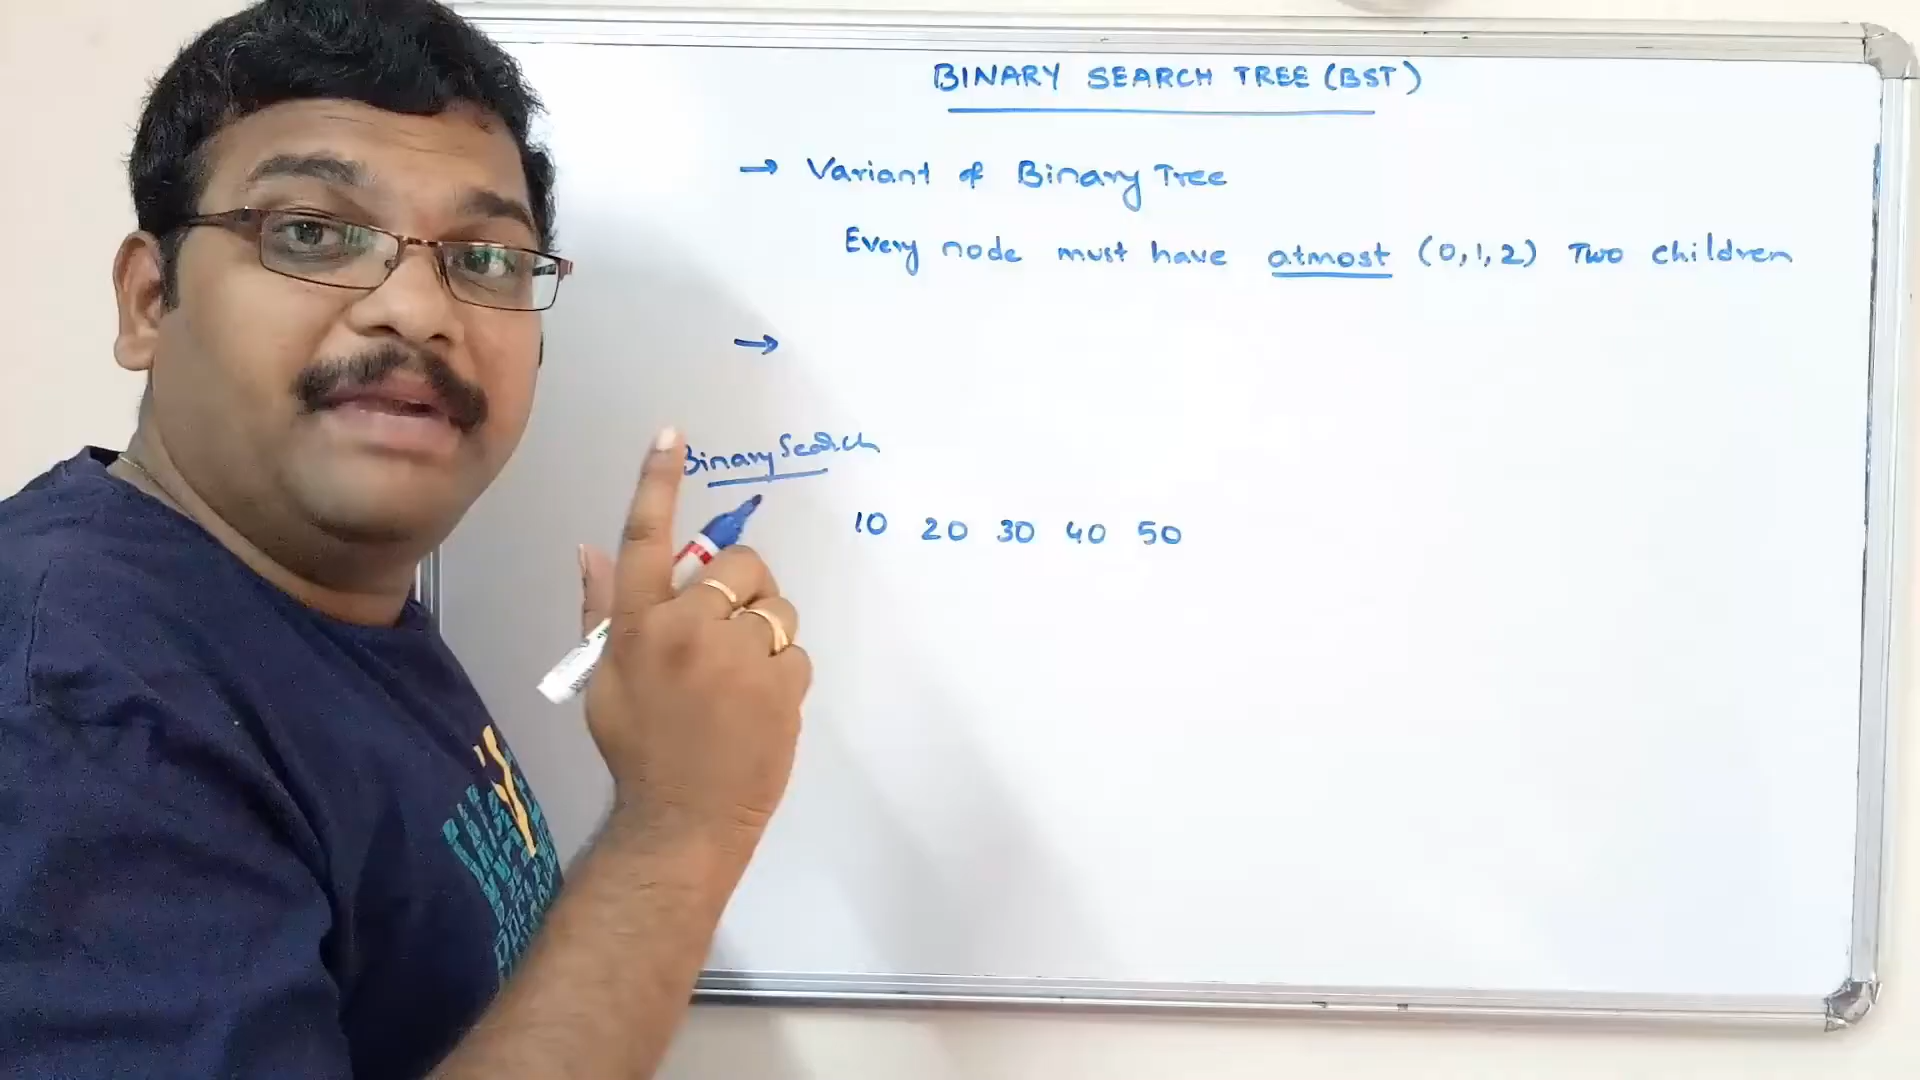 BINARY SEARCH TREE (BST)
→ Variant of Binary Tree
Every node must have atmost (0,1,2) Two children
→
Binary Search
10 20 30 40 50